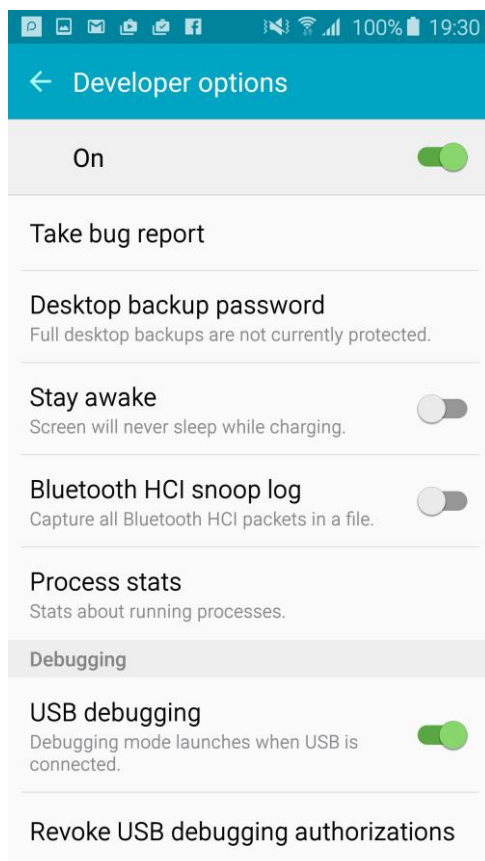 100% 19:30
Developer options
On
Take bug report
Desktop backup password
Full desktop backups are not currently protected.
Stay awake
Screen will never sleep while charging.
Bluetooth HCI snoop log
Capture all Bluetooth HCI packets in a file.
Process stats
Stats about running processes.
Debugging
USB debugging
Debugging mode launches when USB is
connected.
Revoke USB debugging authorizations